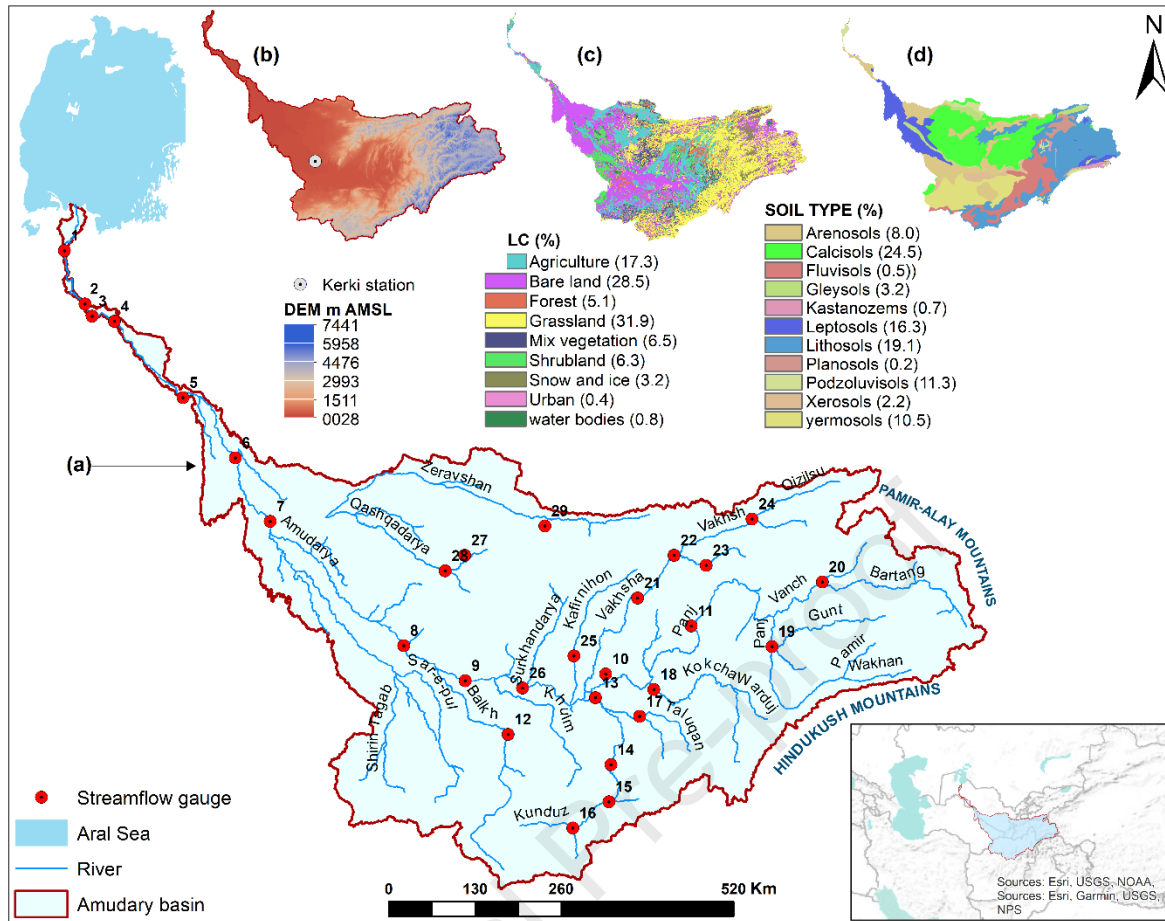 N
(b)
(c)
(d)
Kerki station
DEM m AMSL
7441
5958
4476
2993
1511
0028
LC (%)
Agriculture (17.3)
Bare land (28.5)
Forest (5.1)
Grassland (31.9)
Mix vegetation (6.5)
Shrubland (6.3)
Snow and ice (3.2)
Urban (0.4)
water bodies (0.8)
SOIL TYPE (%)
Arenosols (8.0)
Calcisols (24.5)
Fluvisols (0.5))
Gleysols (3.2)
Kastanozems (0.7)
Leptosols (16.3)
Lithosols (19.1)
Planosols (0.2)
Podzoluvisols (11.3)
Xerosols (2.2)
yermosols (10.5)
1
2
3
4
5
(a)
6
7
Amudarya
Zeravshan
Qashqadarya
27
28
29
Qizilsu
24
Vakhsh
PAMIR-ALAY MOUNTAINS
22
23
21
Vakhsha
Kafirnihon
Surkhandarya
20
Vanch
Bartang
11
Panj
Panj
19
Gunt
Pamir
Wakhan
8
Sar-e-pul
9
Balkh
26
Khulm
25
10
13
18
Kokcha
Warduj
17
Taluqan
Shirin Tagab
12
14
15
Kunduz
16
HINDUKUSH MOUNTAINS
Streamflow gauge
Aral Sea
River
Amudary basin
0 130 260 520 Km
Pre-proof
Sources: Esri, USGS, NOAA,
Sources: Esri, Garmin, USGS,
NPS